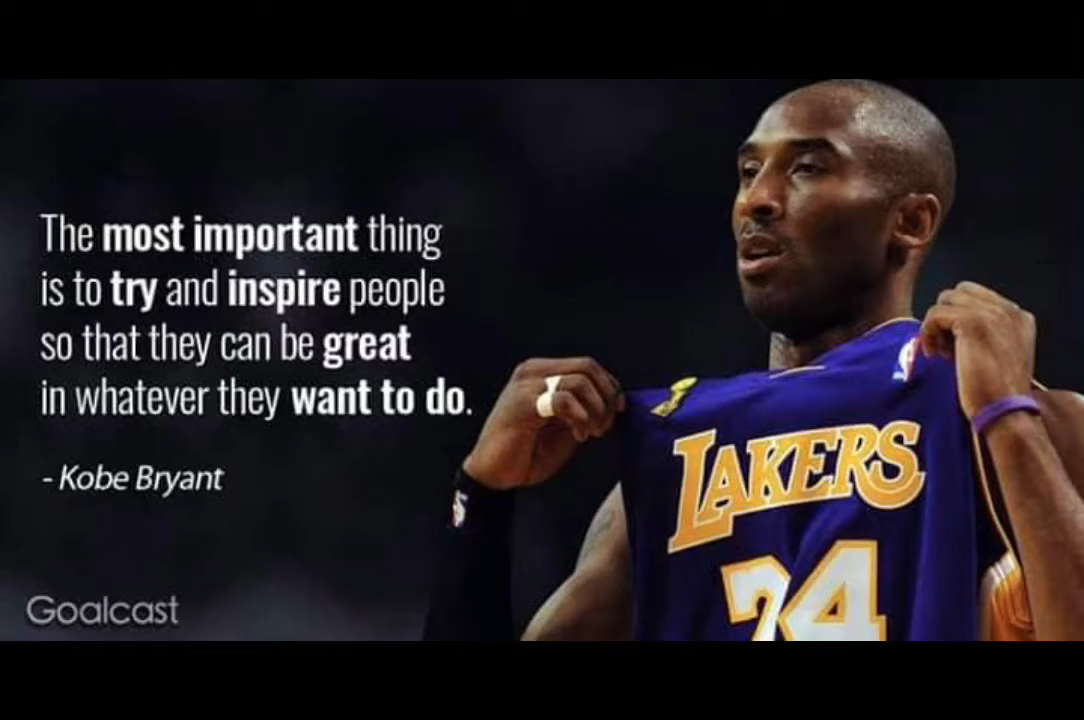 The most important thing
is to try and inspire people
so that they can be great
in whatever they want to do.
- Kobe Bryant
LAKERS
24
Goalcast